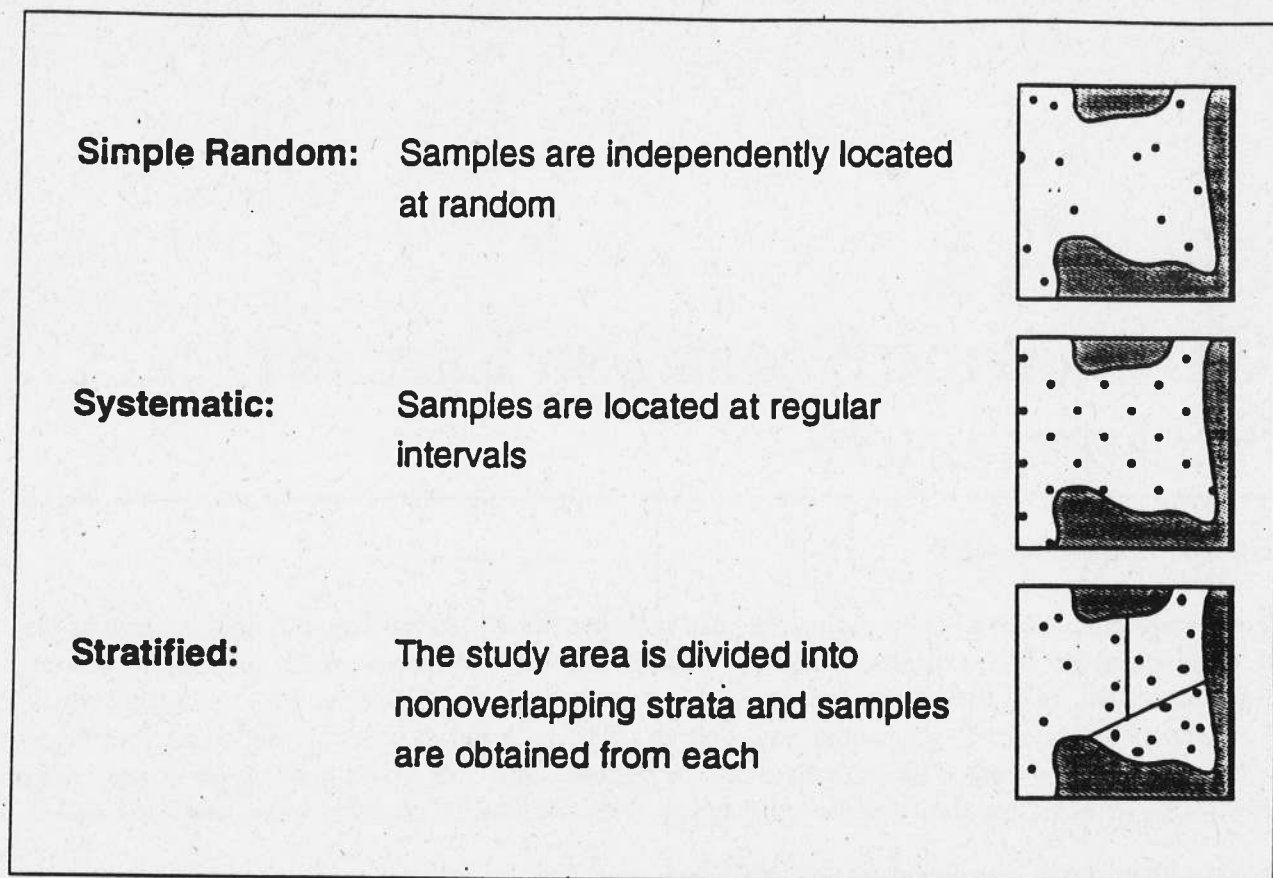 Simple Random: Samples are independently located
at random
Systematic: Samples are located at regular
intervals
Stratified: The study area is divided into
nonoverlapping strata and samples
are obtained from each